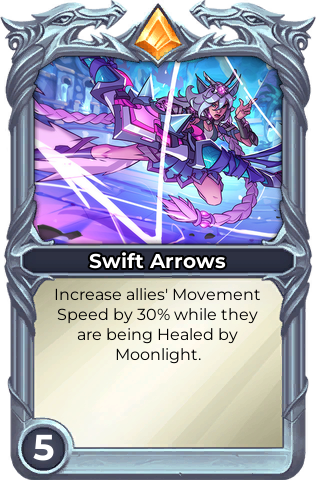 Swift Arrows
Increase allies' Movement
Speed by 30% while they
are being Healed by
Moonlight.
5